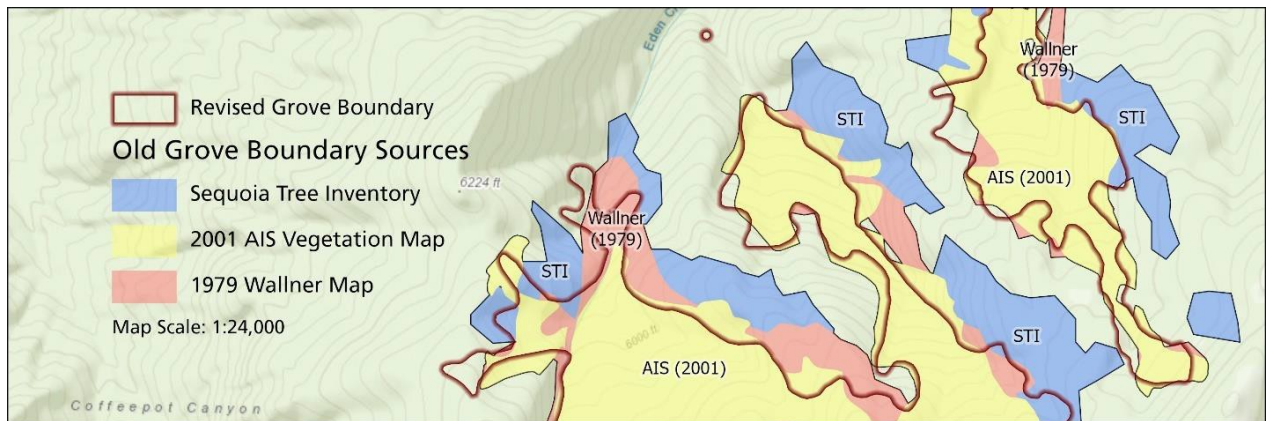 Revised Grove Boundary
Old Grove Boundary Sources
Sequoia Tree Inventory
2001 AIS Vegetation Map
1979 Wallner Map
Map Scale: 1:24,000
Coffeepot Canyon
6224 ft
Eden
STI
Wallner
(1979)
AIS (2001)
6000 ft
STI
STI
Wallner
(1979)
STI
AIS (2001)